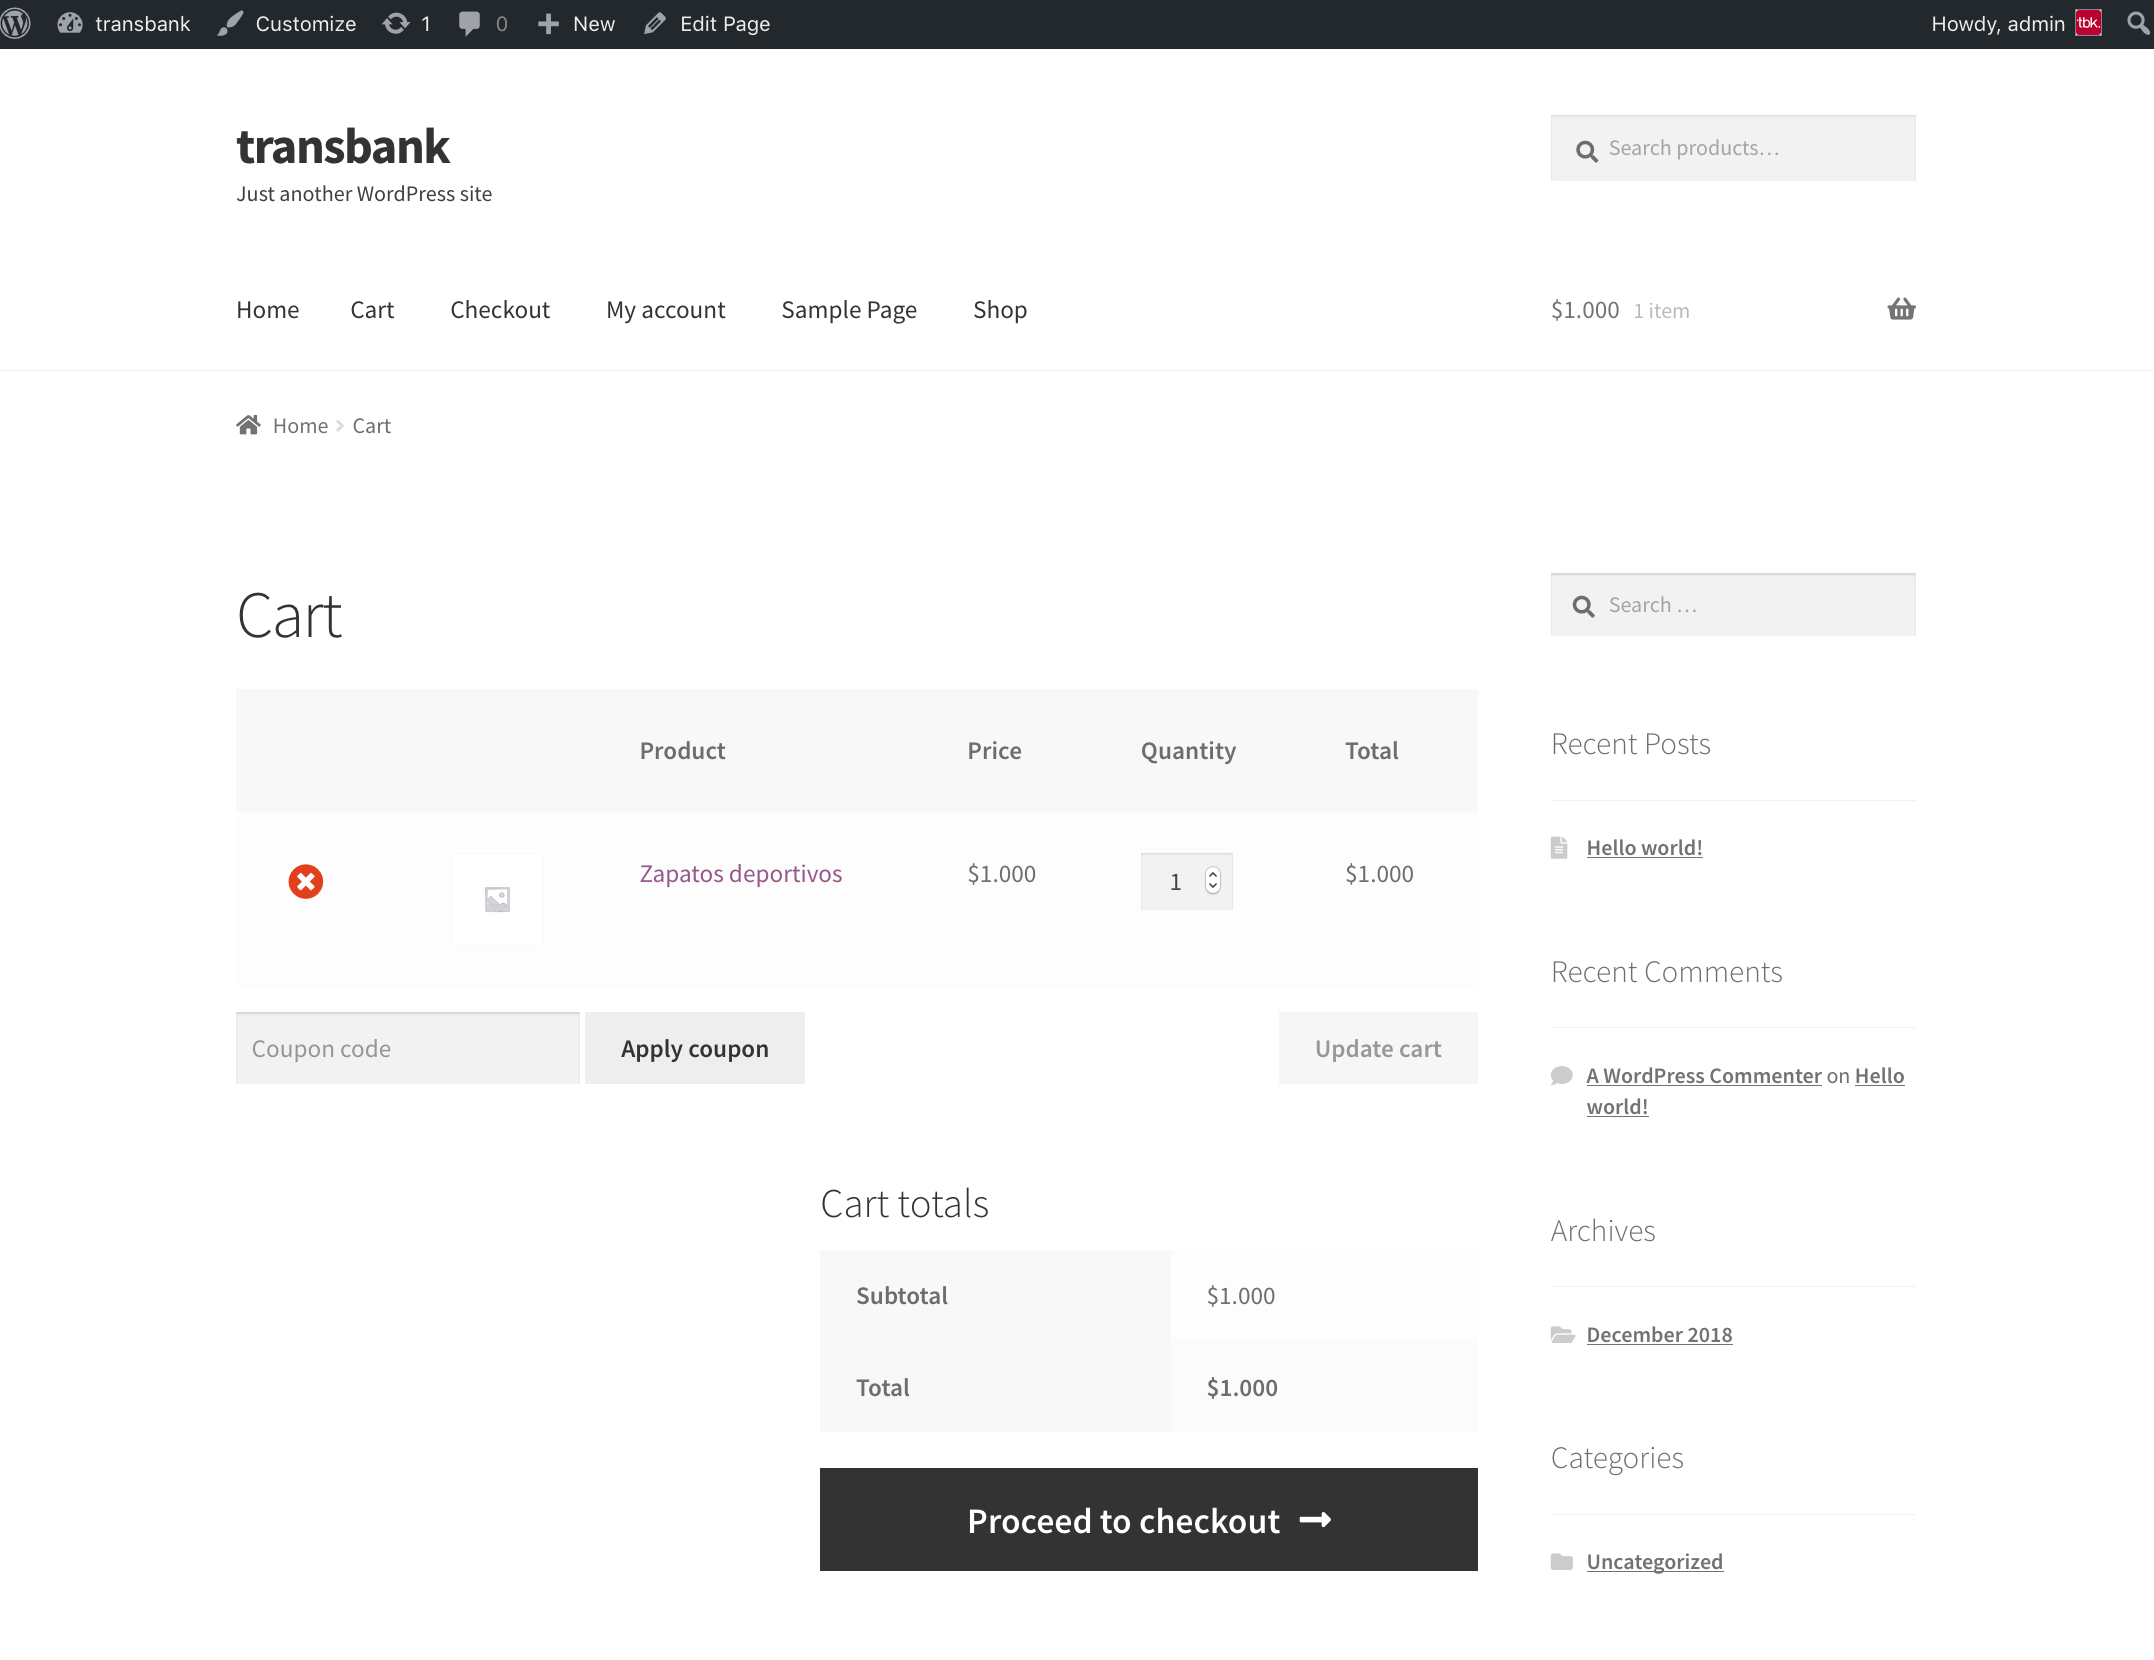 transbank Customize 1 0 New Edit Page Howdy, admin tbk.
transbank
Just another WordPress site
Search products…
Home Cart Checkout My account Sample Page Shop $1.000 1 item
Home Cart
Cart
Search …
Product Price Quantity Total
Zapatos deportivos $1.000 1 $1.000
Coupon code Apply coupon Update cart
Cart totals
Subtotal $1.000
Total $1.000
Proceed to checkout
Recent Posts
Hello world!
Recent Comments
A WordPress Commenter on Hello
world!
Archives
December 2018
Categories
Uncategorized